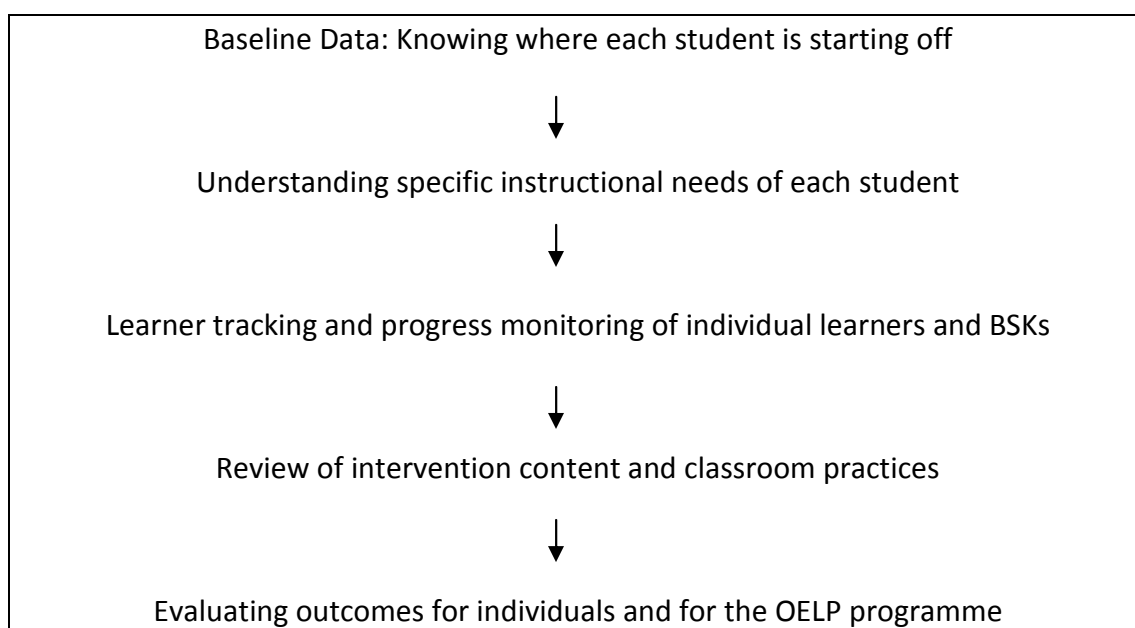 Baseline Data: Knowing where each student is starting off
Understanding specific instructional needs of each student
Learner tracking and progress monitoring of individual learners and BSKs
Review of intervention content and classroom practices
Evaluating outcomes for individuals and for the OELP programme